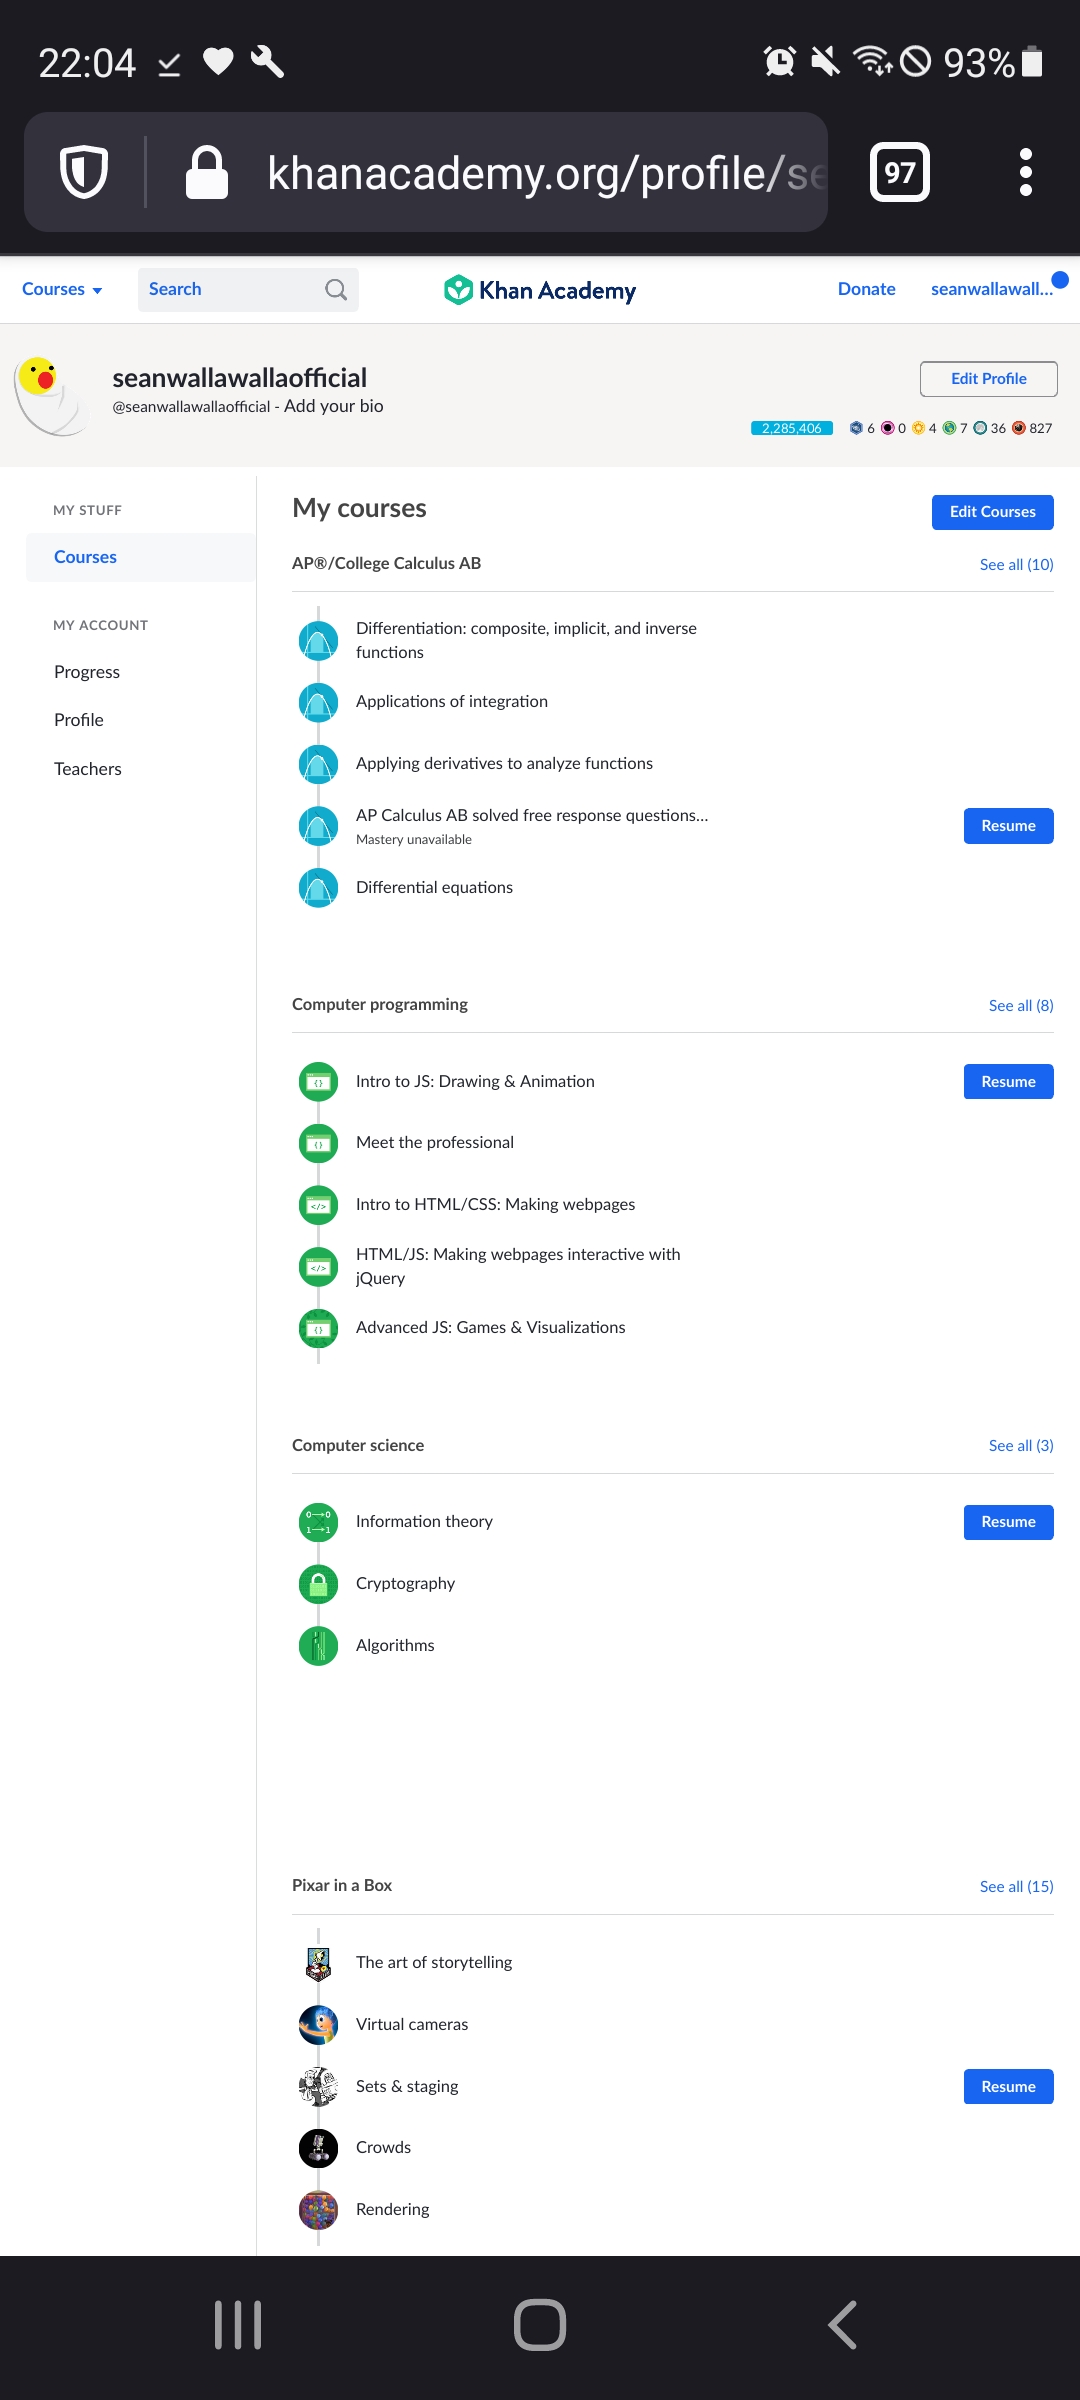 22:04
93%
khanacademy.org/profile/se
97
Courses
Search
Khan Academy
Donate
seanwallawall...
seanwallawallaofficial
@seanwallawallaofficial - Add your bio
Edit Profile
2,285,406 6 0 4 7 36 827
MY STUFF
Courses
MY ACCOUNT
Progress
Profile
Teachers
My courses
Edit Courses
AP®/College Calculus AB
See all (10)
Differentiation: composite, implicit, and inverse
functions
Applications of integration
Applying derivatives to analyze functions
AP Calculus AB solved free response questions...
Mastery unavailable
Resume
Differential equations
Computer programming
See all (8)
Intro to JS: Drawing & Animation
Resume
Meet the professional
Intro to HTML/CSS: Making webpages
HTML/JS: Making webpages interactive with
jQuery
Advanced JS: Games & Visualizations
Computer science
See all (3)
Information theory
Resume
Cryptography
Algorithms
Pixar in a Box
See all (15)
The art of storytelling
Virtual cameras
Sets & staging
Resume
Crowds
Rendering